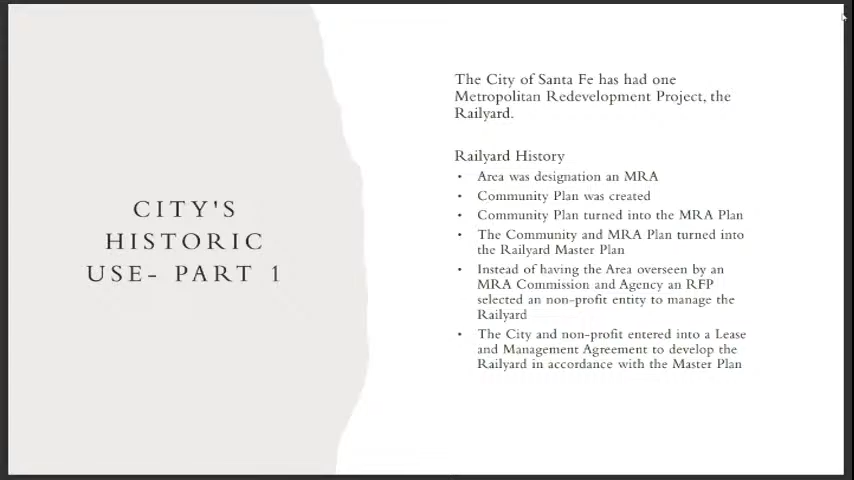 CITY'S
HISTORIC
USE- PART 1
The City of Santa Fe has had one
Metropolitan Redevelopment Project, the
Railyard.
Railyard History
• Area was designation an MRA
• Community Plan was created
• Community Plan turned into the MRA Plan
• The Community and MRA Plan turned into
the Railyard Master Plan
• Instead of having the Area overseen by an
MRA Commission and Agency an RFP
selected an non-profit entity to manage the
Railyard
• The City and non-profit entered into a Lease
and Management Agreement to develop the
Railyard in accordance with the Master Plan